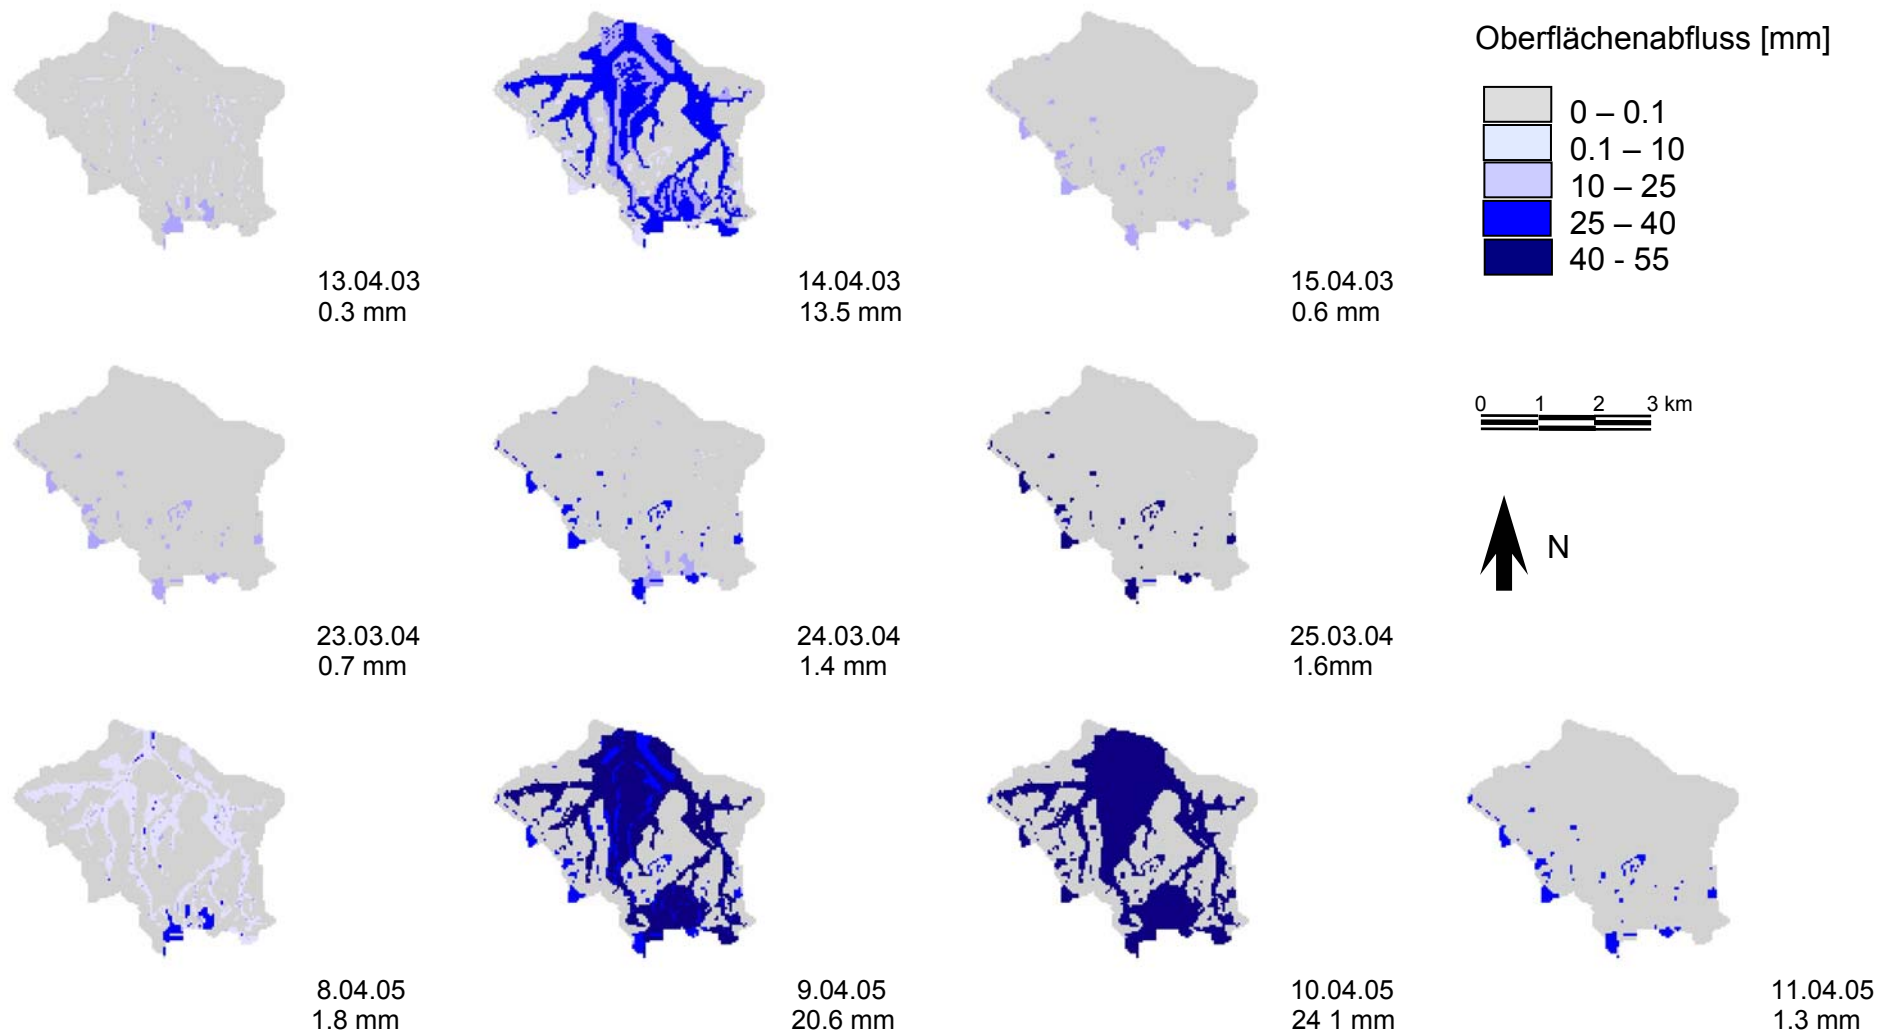 Oberflächenabfluss [mm]
0 – 0.1
0.1 – 10
10 – 25
25 – 40
40 - 55
13.04.03
0.3 mm
14.04.03
13.5 mm
15.04.03
0.6 mm
0 1 2 3 km
N
23.03.04
0.7 mm
24.03.04
1.4 mm
25.03.04
1.6mm
8.04.05
1.8 mm
9.04.05
20.6 mm
10.04.05
24 1 mm
11.04.05
1.3 mm